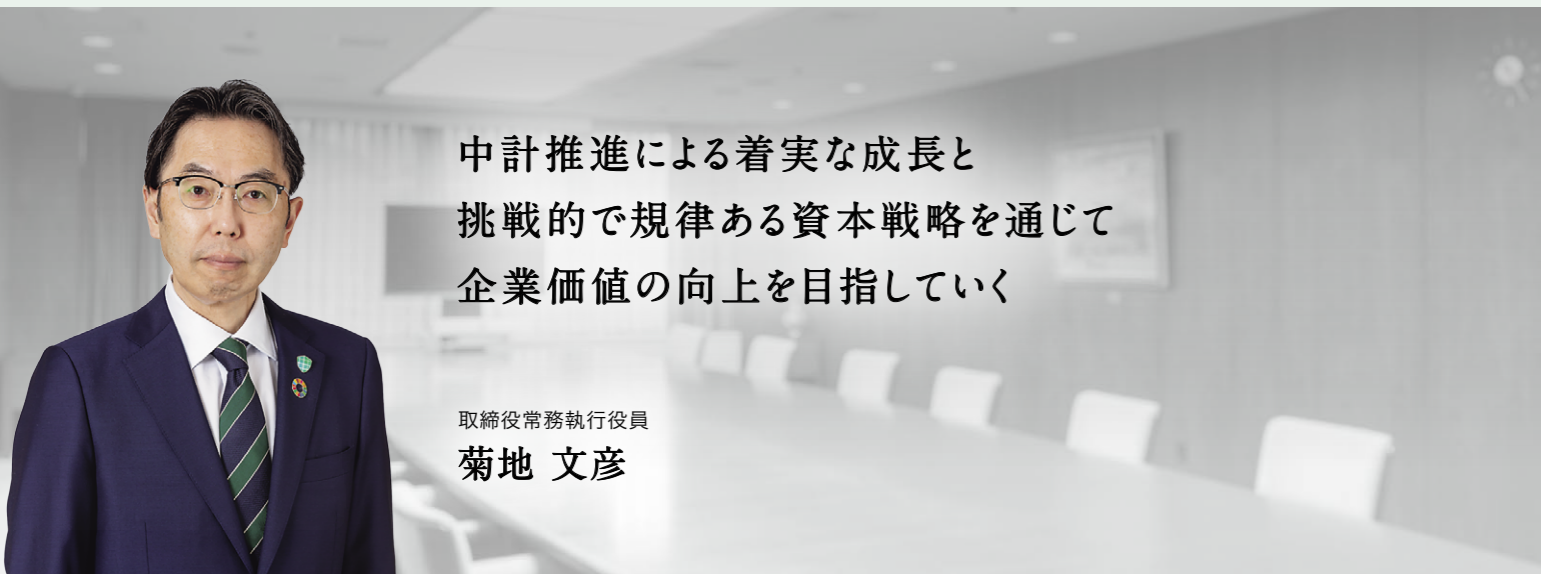 中計推進による着実な成長と
挑戦的で規律ある資本戦略を通じて
企業価値の向上を目指していく
取締役常務執行役員
菊地 文彦